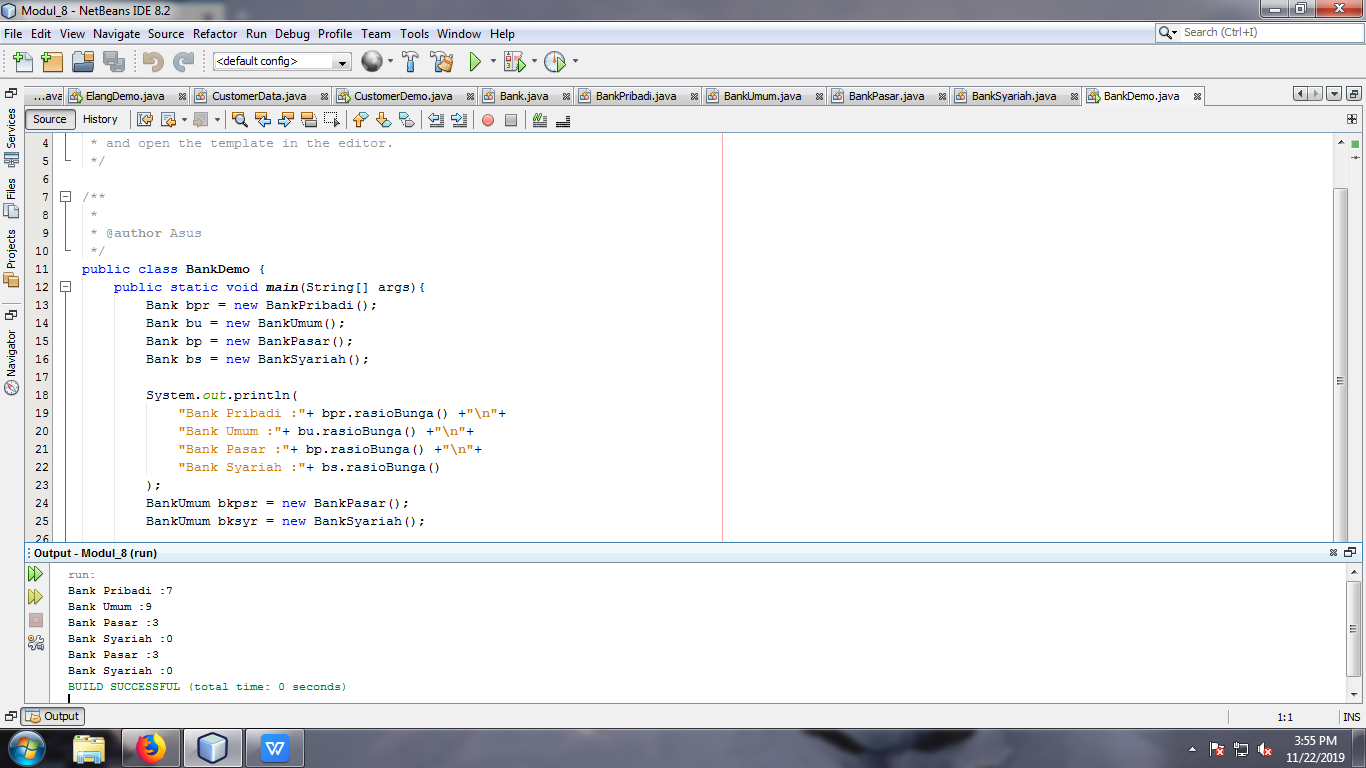 Modul_8 - NetBeans IDE 8.2
File Edit View Navigate Source Refactor Run Debug Profile Team Tools Window Help
Search (Ctrl+I)
<default config>
...ava ElangDemo.java CustomerData.java CustomerDemo.java Bank.java BankPribadi.java BankUmum.java BankPasar.java BankSyariah.java BankDemo.java
Source History
Services
Files
Projects
Navigator
4 * and open the template in the editor.
5 */
6
7 /**
8 *
9 * @author Asus
10 */
11 public class BankDemo {
12 public static void main(String[] args){
13 Bank bpr = new BankPribadi();
14 Bank bu = new BankUmum();
15 Bank bp = new BankPasar();
16 Bank bs = new BankSyariah();
17
18 System.out.println(
19 "Bank Pribadi :"+ bpr.rasioBunga() +"\n"+
20 "Bank Umum :"+ bu.rasioBunga() +"\n"+
21 "Bank Pasar :"+ bp.rasioBunga() +"\n"+
22 "Bank Syariah :"+ bs.rasioBunga()
23 );
24 BankUmum bkpsr = new BankPasar();
25 BankUmum bksyr = new BankSyariah();
26
Output - Modul_8 (run)
run:
Bank Pribadi :7
Bank Umum :9
Bank Pasar :3
Bank Syariah :0
Bank Pasar :3
Bank Syariah :0
BUILD SUCCESSFUL (total time: 0 seconds)
Output
1:1 INS
3:55 PM
11/22/2019